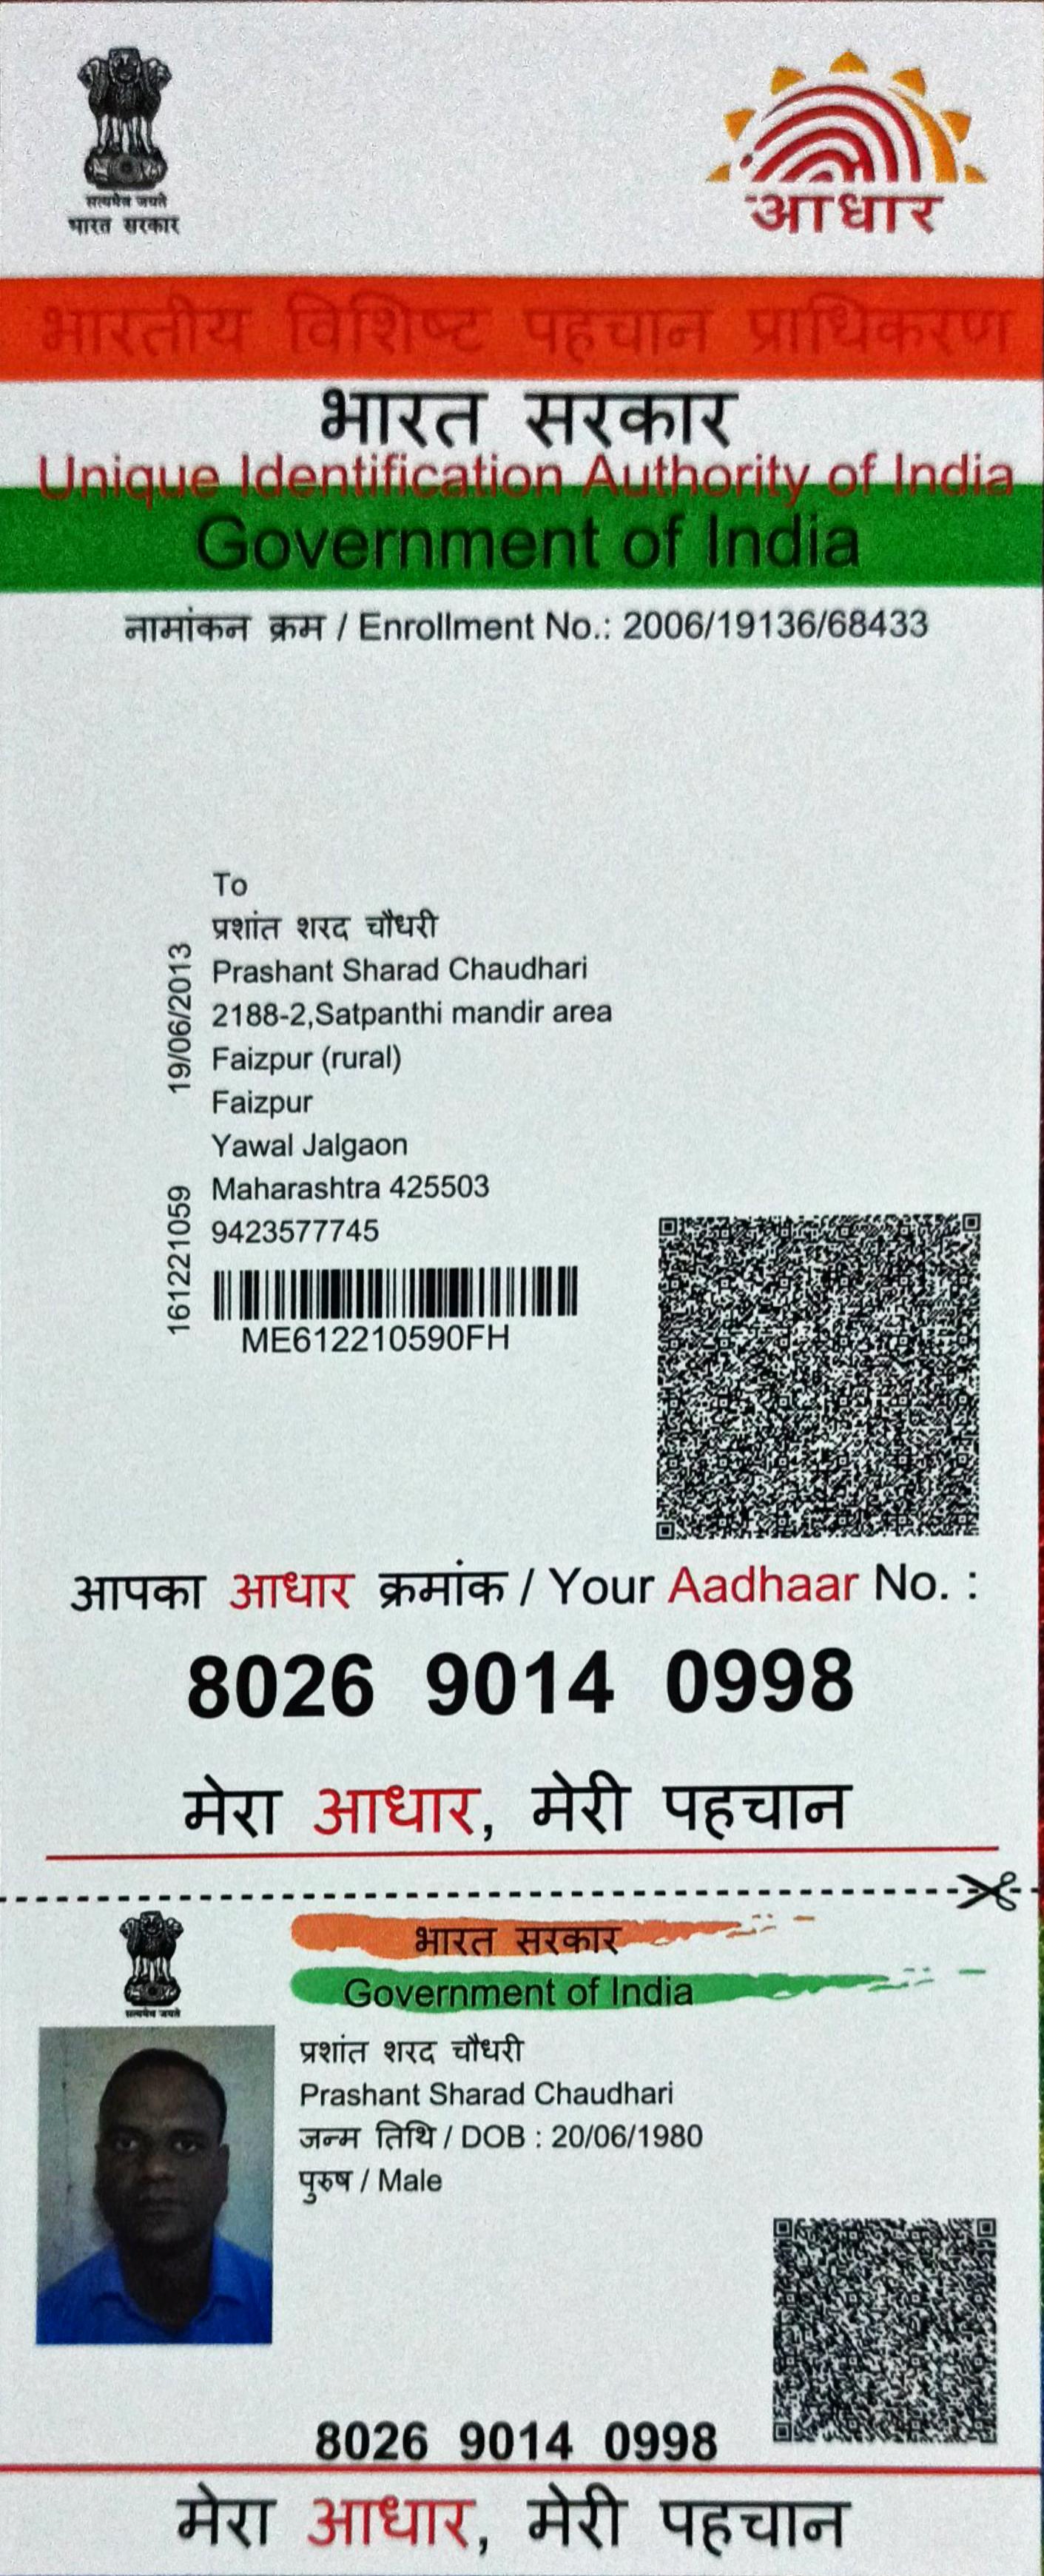 सत्यमेव जयते
भारत सरकार
आधार
भारतीय विशिष्ट पहचान प्राधिकरण
भारत सरकार
Unique Identification Authority of India
Government of India
नामांकन क्रम / Enrollment No.: 2006/19136/68433
To
प्रशांत शरद चौधरी
Prashant Sharad Chaudhari
2188-2,Satpanthi mandir area
Faizpur (rural)
Faizpur
Yawal Jalgaon
Maharashtra 425503
9423577745
19/06/2013
161221059
ME612210590FH
आपका आधार क्रमांक / Your Aadhaar No. :
8026 9014 0998
मेरा आधार, मेरी पहचान
सत्यमेव जयते
भारत सरकार
Government of India
प्रशांत शरद चौधरी
Prashant Sharad Chaudhari
जन्म तिथि / DOB : 20/06/1980
पुरुष / Male
8026 9014 0998
मेरा आधार, मेरी पहचान